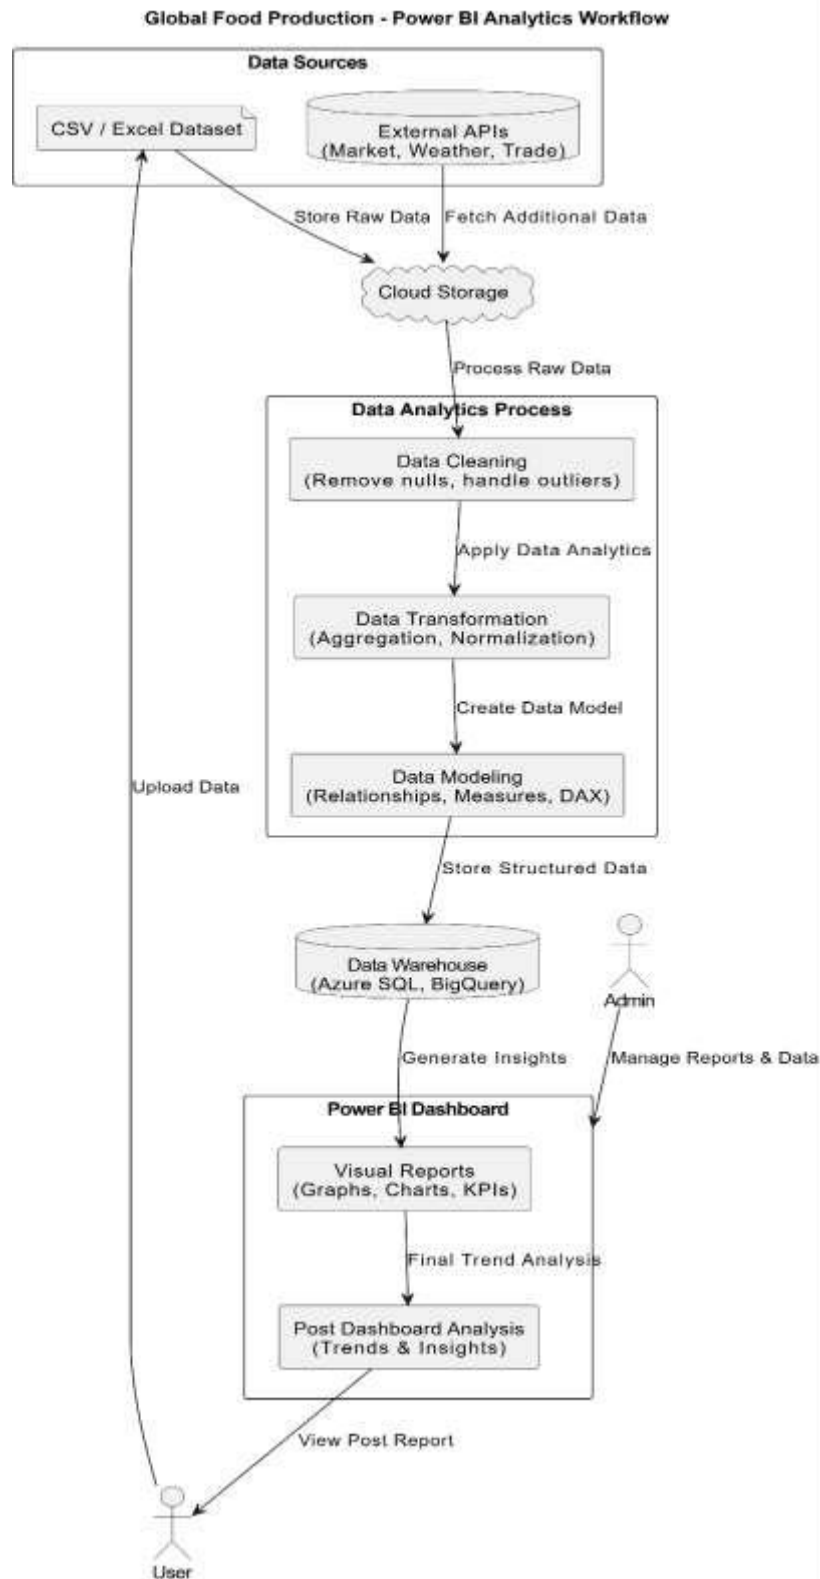 Global Food Production - Power BI Analytics Workflow
Data Sources
CSV / Excel Dataset
External APIs
(Market, Weather, Trade)
Store Raw Data
Fetch Additional Data
Cloud Storage
Process Raw Data
Data Analytics Process
Data Cleaning
(Remove nulls, handle outliers)
Apply Data Analytics
Data Transformation
(Aggregation, Normalization)
Create Data Model
Data Modeling
(Relationships, Measures, DAX)
Upload Data
Store Structured Data
Data Warehouse
(Azure SQL, BigQuery)
Admin
Generate Insights
Manage Reports & Data
Power BI Dashboard
Visual Reports
(Graphs, Charts, KPIs)
Final Trend Analysis
Post Dashboard Analysis
(Trends & Insights)
View Post Report
User